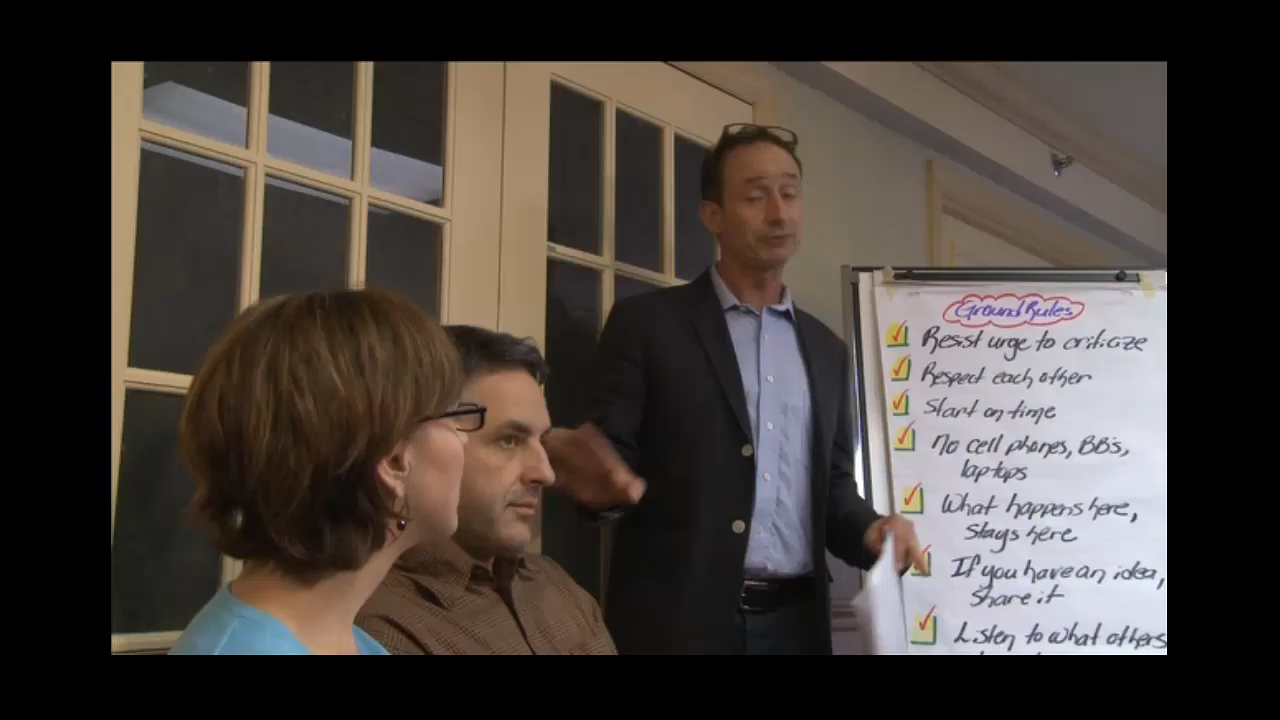 Ground Rules
Resist urge to criticize
Respect each other
Start on time
No cell phones, BB's,
laptops
What happens here,
stays here
If you have an idea,
share it
Listen to what others